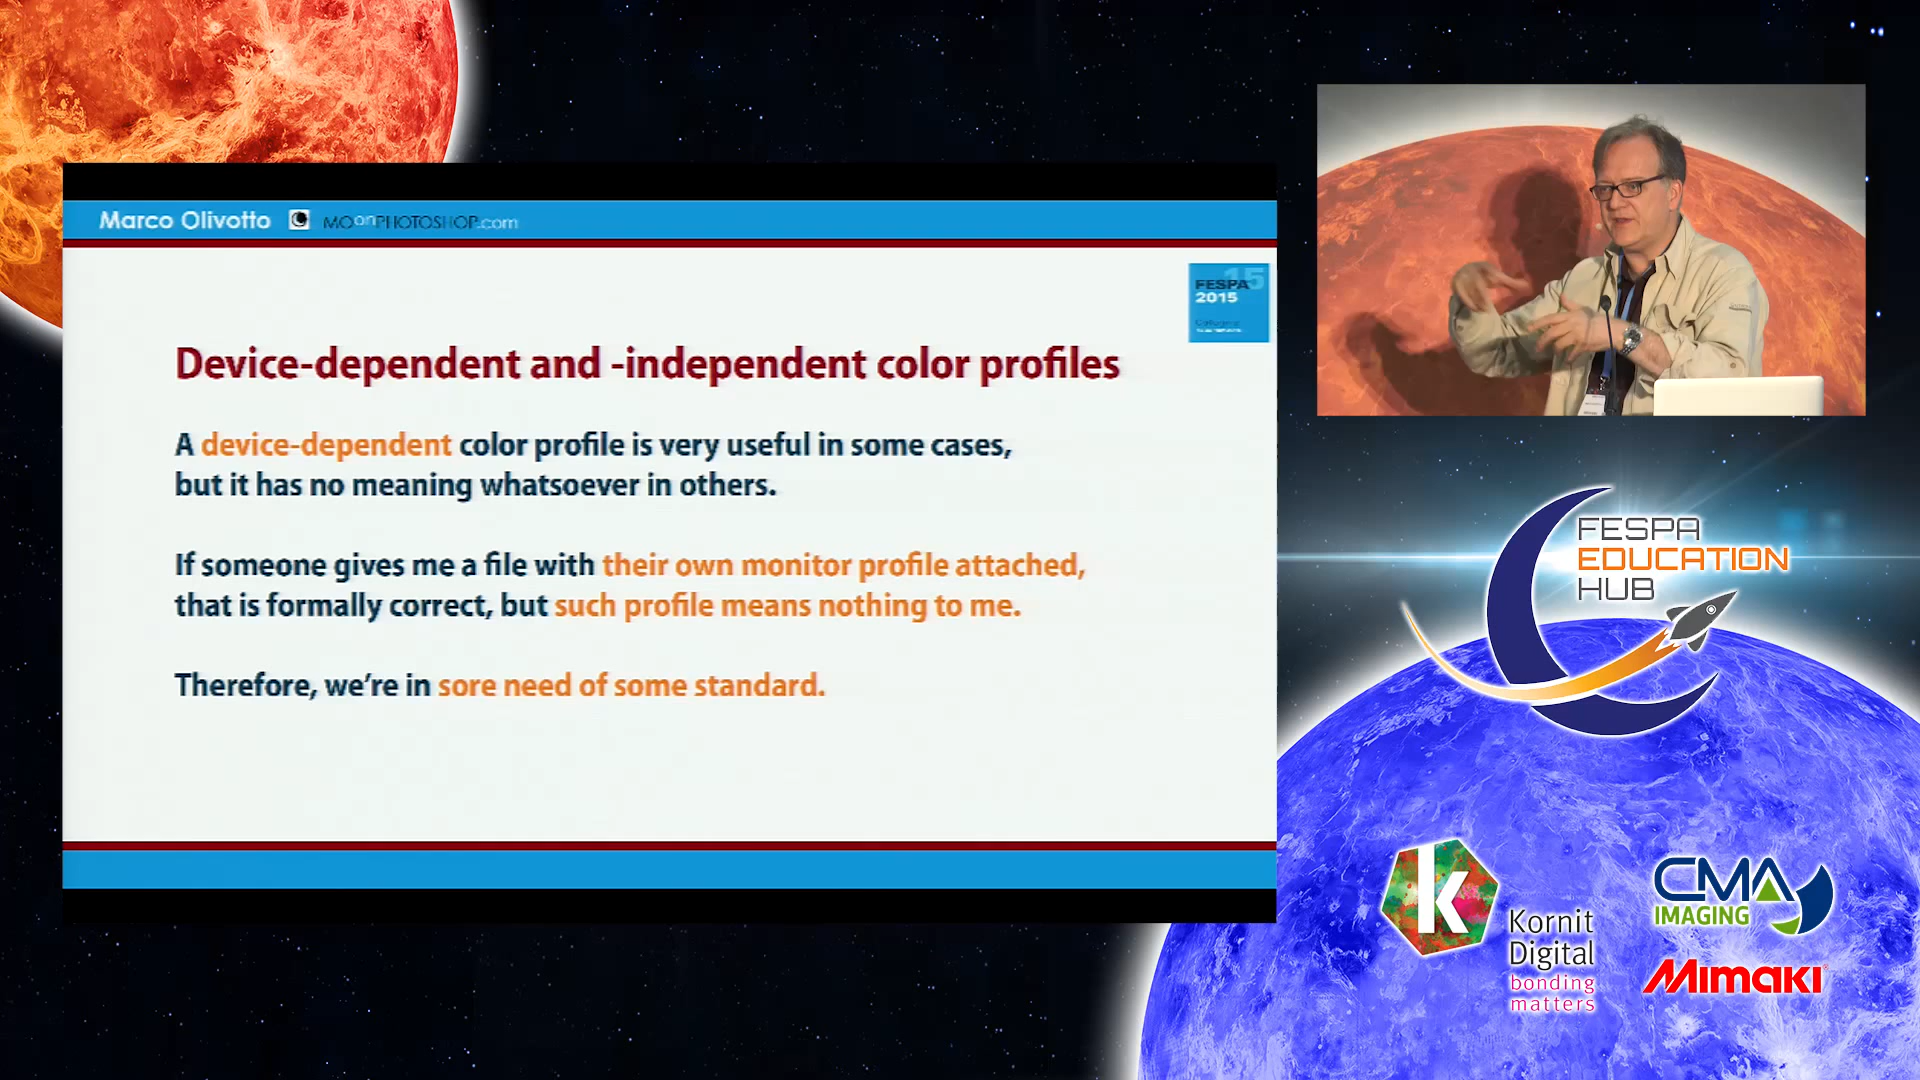 Marco Olivotto MOonPHOTOSHOP.com
15
FESPA
2015
Device-dependent and -independent color profiles
A device-dependent color profile is very useful in some cases,
but it has no meaning whatsoever in others.
If someone gives me a file with their own monitor profile attached,
that is formally correct, but such profile means nothing to me.
Therefore, we're in sore need of some standard.
FESPA
EDUCATION
HUB
k
Kornit
Digital
bonding
matters
CMA
IMAGING
Mimaki